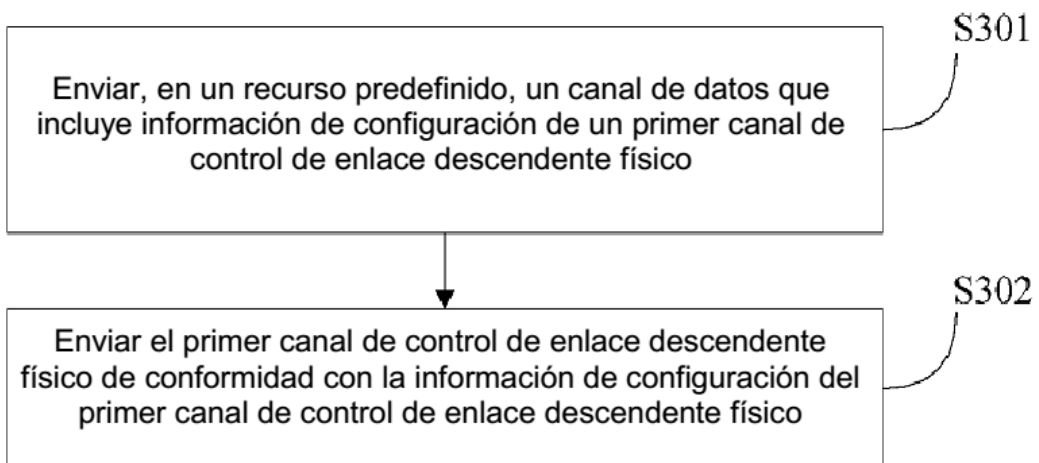 S301
Enviar, en un recurso predefinido, un canal de datos que
incluye información de configuración de un primer canal de
control de enlace descendente físico
S302
Enviar el primer canal de control de enlace descendente
físico de conformidad con la información de configuración del
primer canal de control de enlace descendente físico